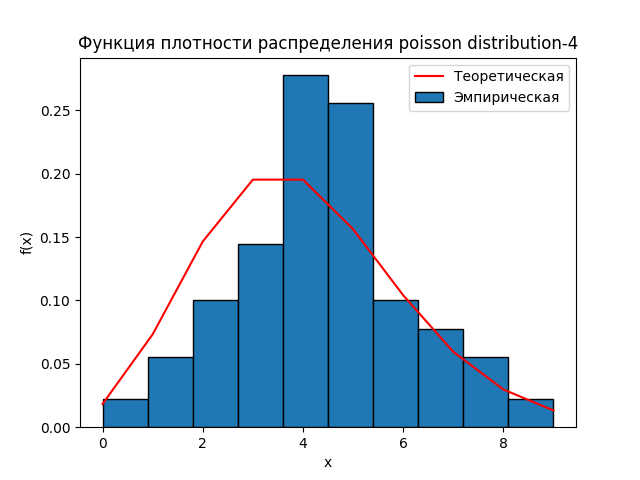 Функция плотности распределения poisson distribution-4
Теоретическая
Эмпирическая
f(x)
0.25
0.20
0.15
0.10
0.05
0.00
0 2 4 6 8
x